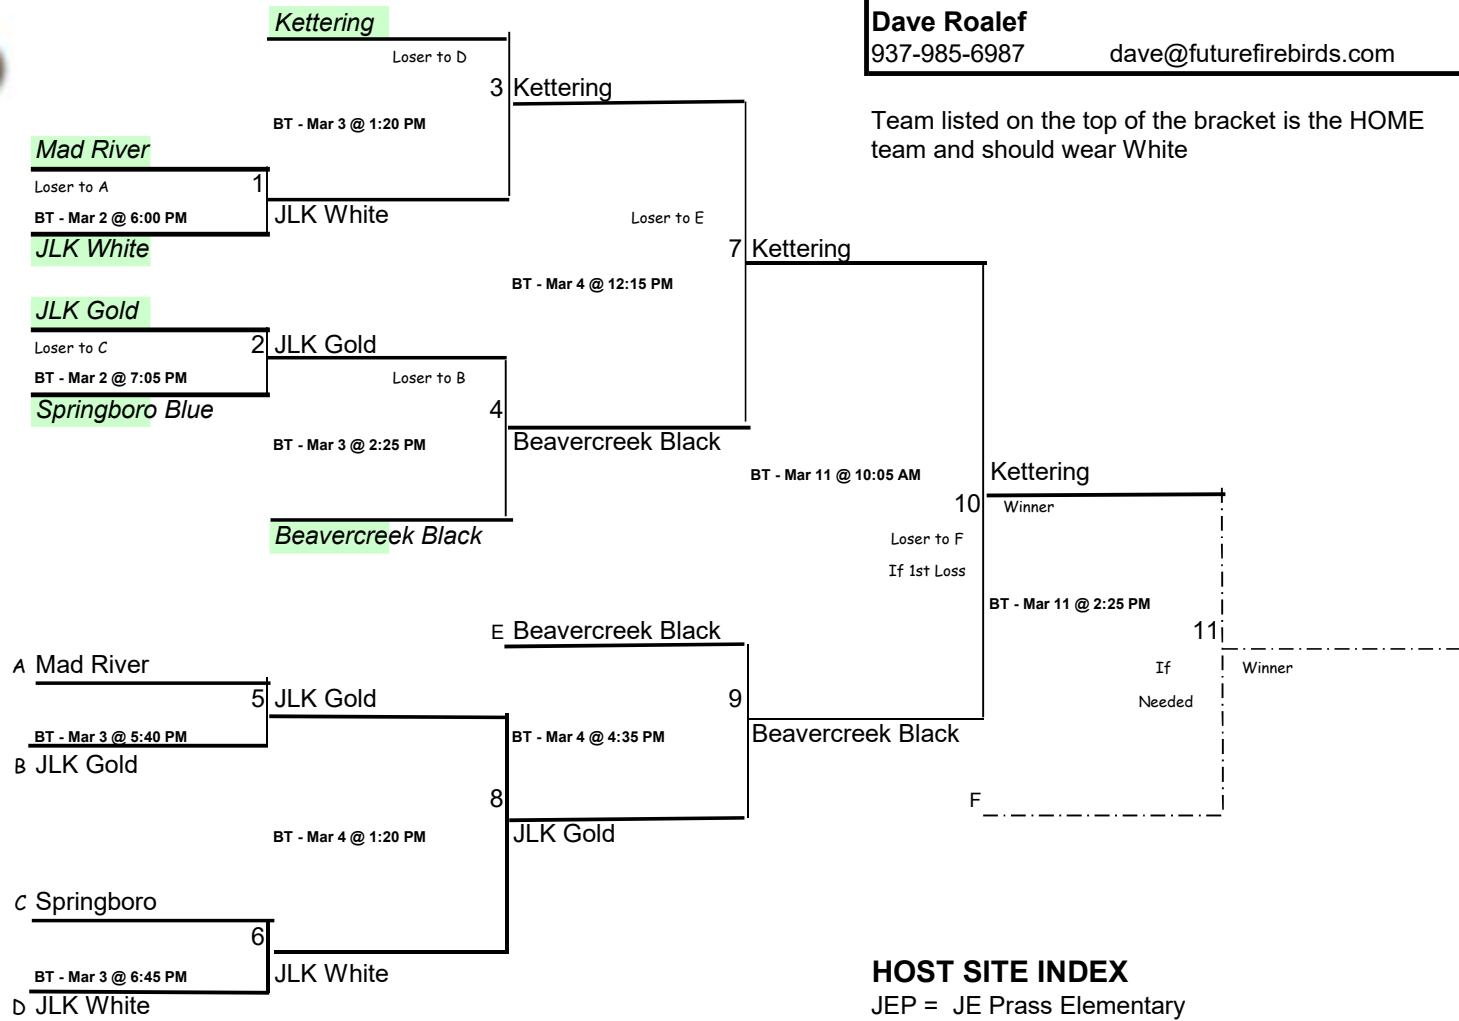 Kettering
Dave Roalef
937-985-6987 dave@futurefirebirds.com
Loser to D
3 Kettering
BT - Mar 3 @ 1:20 PM
Team listed on the top of the bracket is the HOME
team and should wear White
Mad River
Loser to A
1
BT - Mar 2 @ 6:00 PM
JLK White
JLK White
Loser to E
7 Kettering
BT - Mar 4 @ 12:15 PM
JLK Gold
Loser to C
2 JLK Gold
BT - Mar 2 @ 7:05 PM
Loser to B
Springboro Blue
4
Beavercreek Black
BT - Mar 3 @ 2:25 PM
BT - Mar 11 @ 10:05 AM
Kettering
10
Winner
Beavercreek Black
Loser to F
If 1st Loss
BT - Mar 11 @ 2:25 PM
E Beavercreek Black
11
A Mad River
If
Needed
Winner
5 JLK Gold
9
BT - Mar 3 @ 5:40 PM
BT - Mar 4 @ 4:35 PM
Beavercreek Black
B JLK Gold
8
F
BT - Mar 4 @ 1:20 PM
JLK Gold
C Springboro
6
BT - Mar 3 @ 6:45 PM
JLK White
D JLK White
HOST SITE INDEX
JEP = JE Prass Elementary